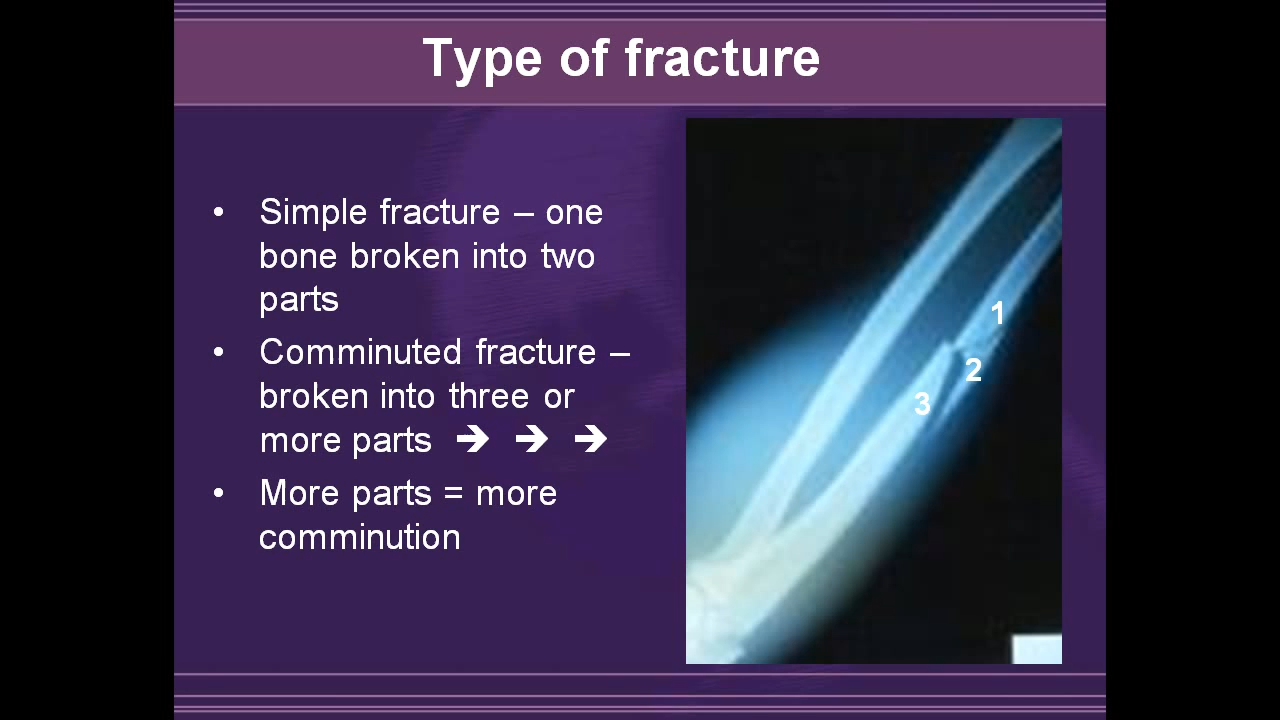 Type of fracture
• Simple fracture – one
bone broken into two
parts
• Comminuted fracture –
broken into three or
more parts ➔ ➔ ➔
• More parts = more
comminution
1
2
3